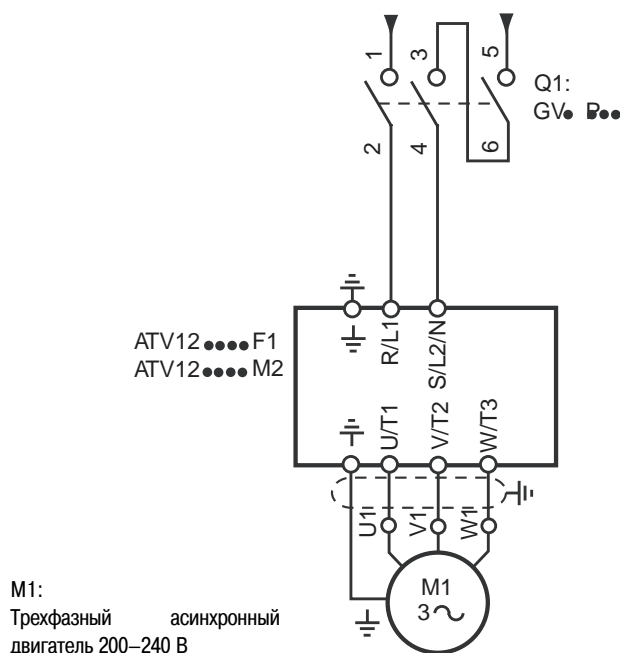 1
3
5
Q1:
GV● P●●
2
4
6
ATV12●●●●F1
ATV12●●●●M2
R/L1
S/L2/N
U/T1
V/T2
W/T3
U1
V1
W1
M1
3
M1:
Трехфазный асинхронный
двигатель 200–240 В